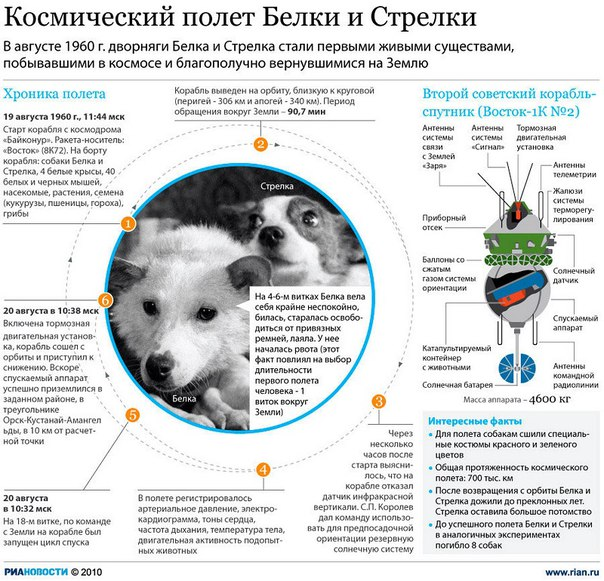 Космический полет Белки и Стрелки
В августе 1960 г. дворняги Белка и Стрелка стали первыми живыми существами,
побывавшими в космосе и благополучно вернувшимися на Землю
Хроника полета
19 августа 1960 г., 11:44 мск
Старт корабля с космодрома
«Байконур». Ракета-носитель:
«Восток» (8К72). На борту
корабля: собаки Белка и
Стрелка, 4 белые крысы, 40
белых и черных мышей,
насекомые, растения, семена
(кукурузы, пшеницы, гороха),
грибы
1
Корабль выведен на орбиту, близкую к круговой
(перигей - 306 км и апогей - 340 км). Период
обращения вокруг Земли – 90,7 мин
2
Стрелка
Белка
На 4-6-м витках Белка вела
себя крайне неспокойно,
билась, старалась освобо-
диться от привязных
ремней, лаяла. У нее
началась рвота (этот
факт повлиял на выбор
длительности
первого полета
человека - 1
виток вокруг
Земли)
3
Через
несколько
часов после
старта выясни-
лось, что на
корабле отказал
датчик инфракрасной
вертикали. С.П. Королев
дал команду использо-
вать для предпосадочной
ориентации резервную
солнечную систему
4
В полете регистрировалось
артериальное давление, электро-
кардиограмма, тоны сердца,
частота дыхания, температура тела,
двигательная активность подопыт-
ных животных
5
20 августа
в 10:32 мск
На 18-м витке, по команде
с Земли на корабле был
запущен цикл спуска
6
20 августа в 10:38 мск
Включена тормозная
двигательная установ-
ка, корабль сошел с
орбиты и приступил к
снижению. Вскоре
спускаемый аппарат
успешно приземлился в
заданном районе, в
треугольнике
Орск-Кустанай-Амангел
ьды, в 10 км от расчет-
ной точки
Второй советский корабль-
спутник (Восток-1К №2)
Антенны
системы
связи
с Землей
«Заря»
Антенны
системы
«Сигнал»
Тормозная
двигательная
установка
Антенны
телеметрии
Жалюзи
системы
терморегу-
лирования
Приборный
отсек
Баллоны со
сжатым
газом системы
ориентации
Солнечный
датчик
Спускаемый
аппарат
Катапультируемый
контейнер
с животными
Антенны
командной
радиолинии
Солнечная батарея
Масса аппарата – 4600 кг
Интересные факты
• Для полета собакам сшили специаль-
ные костюмы красного и зеленого
цветов
• Общая протяженность космического
полета: 700 тыс. км
• После возвращения с орбиты Белка и
Стрелка дожили до преклонных лет.
Стрелка оставила большое потомство
• До успешного полета Белки и Стрелки
в аналогичных экспериментах
погибло 8 собак
РИАНОВОСТИ © 2010
www.rian.ru